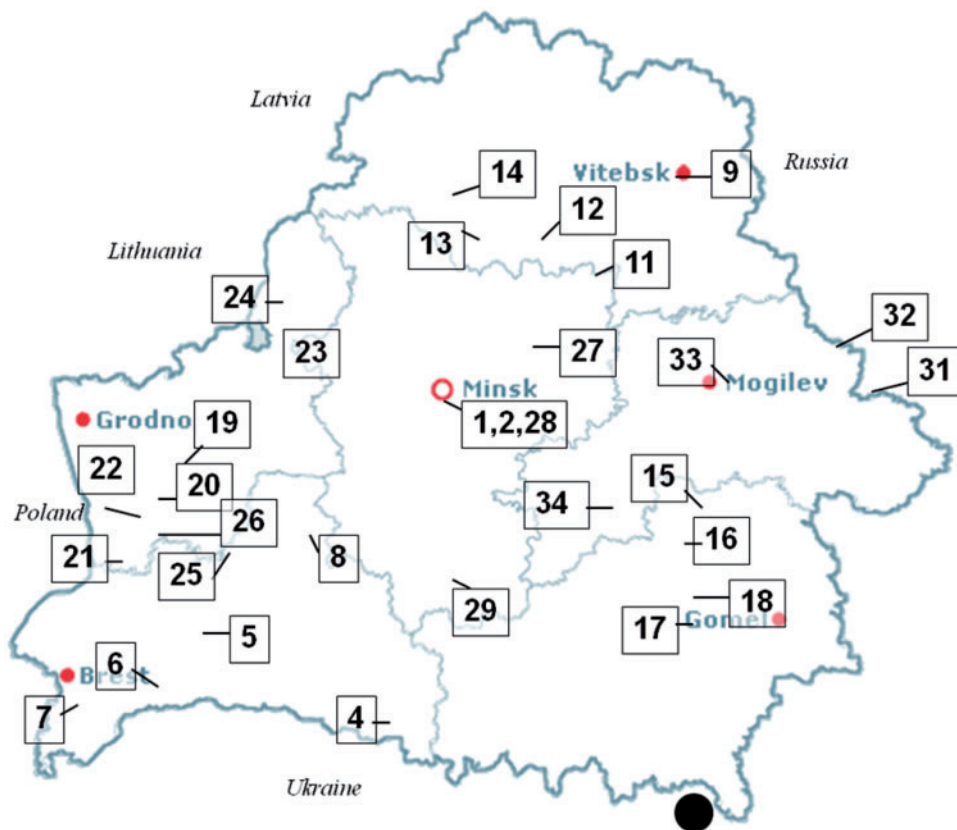 Latvia
14
Vitebsk
9
Russia
12
13
11
Lithuania
24
32
27
23
33
31
Minsk
Mogilev
19
1,2,28
Grodno
22
20
15
34
Poland
26
16
21
8
25
18
29
17
Gomel
5
6
Brest
7
4
Ukraine